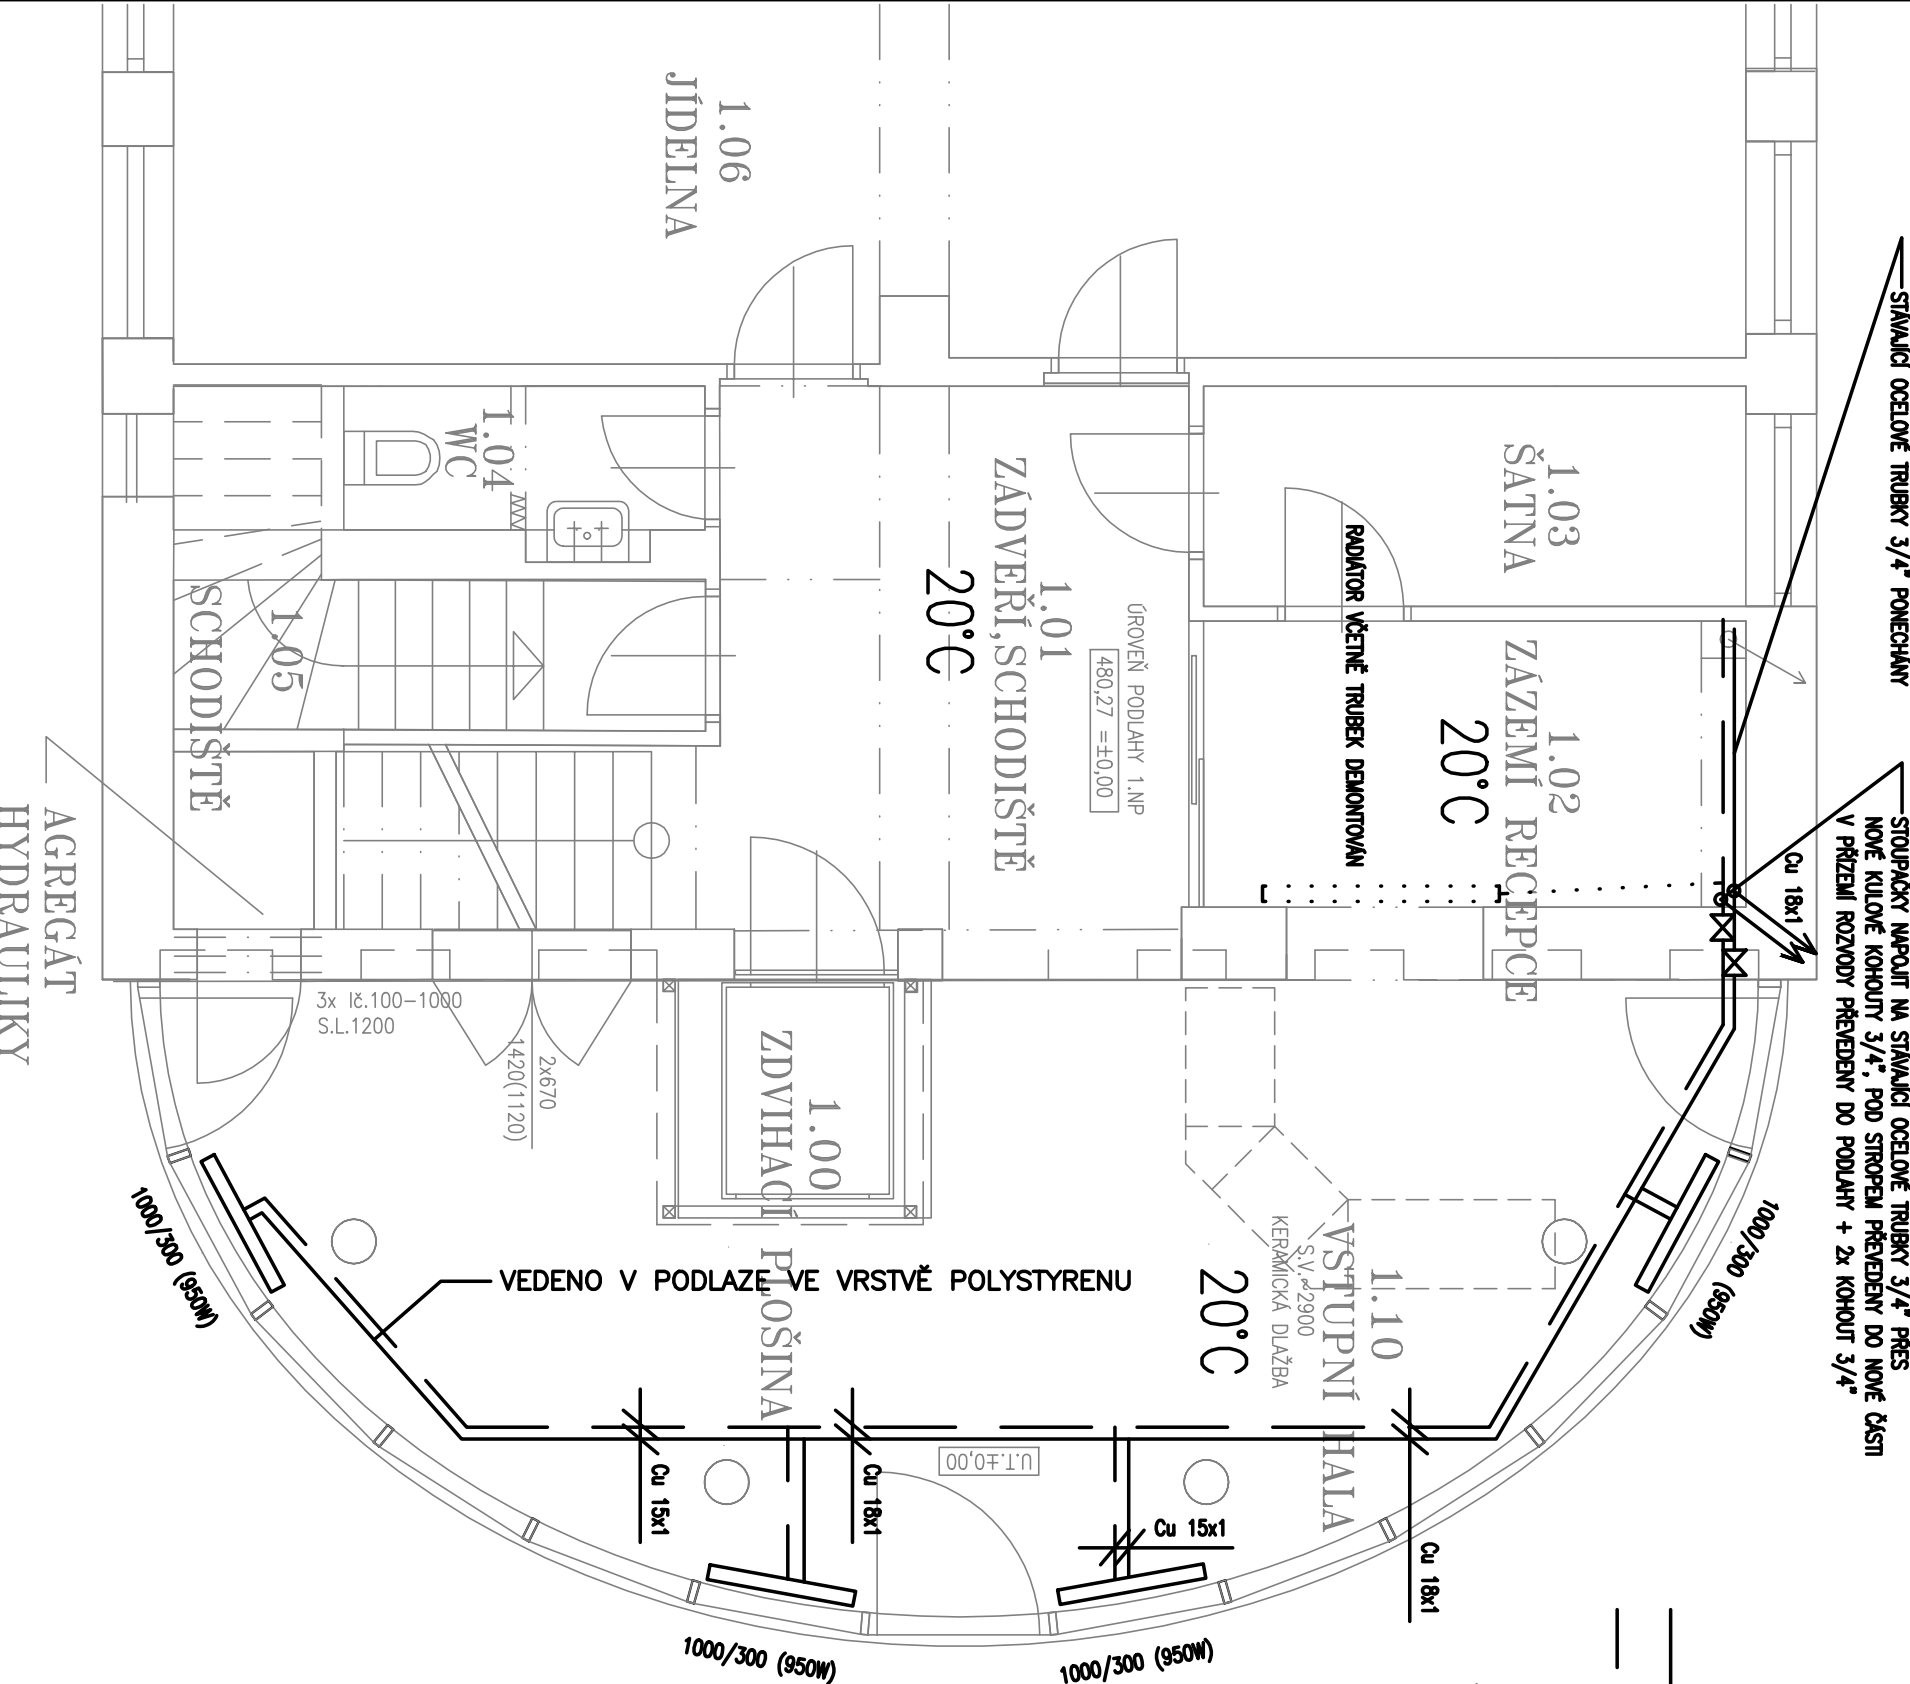 STÁVAJÍCÍ OCELOVÉ TRUBKY 3/4" PONECHÁNY
STOUPAČKY NAPOJIT NA STÁVAJÍCÍ OCELOVÉ TRUBKY 3/4" PŘES
NOVÉ KULOVÉ KOHOUTY 3/4", POD STROPEM PŘEVEDENY DO NOVÉ ČÁSTI
V PŘÍZEMÍ ROZVODY PŘEVEDENY DO PODLAHY + 2x KOHOUT 3/4"
Cu 18x1
1.06
JÍDELNA
1.03
ŠATNA
1.04
WC
1.01
ZÁDVEŘÍ,SCHODIŠTĚ
20°C
ÚROVEŇ PODLAHY 1.NP
480,27 =±0,00
RADIÁTOR VČETNĚ TRUBEK DEMONTOVÁN
1.02
ZÁZEMÍ RECEPCE
20°C
1.05
SCHODIŠTĚ
AGREGÁT
HYDRAULIKY
3x Ič.100-1000
S.L.1200
2x670
1420(1120)
1.00
ZDVIHACÍ PLOŠINA
1.10
VSTUPNÍ HALA
S.V.~2900
KERAMICKÁ DLAŽBA
20°C
VEDENO V PODLAZE VE VRSTVĚ POLYSTYRENU
U.T.±0,00
Cu 15x1
Cu 18x1
Cu 15x1
Cu 18x1
1000/300 (950W)
1000/300 (950W)
1000/300 (950W)
1000/300 (950W)